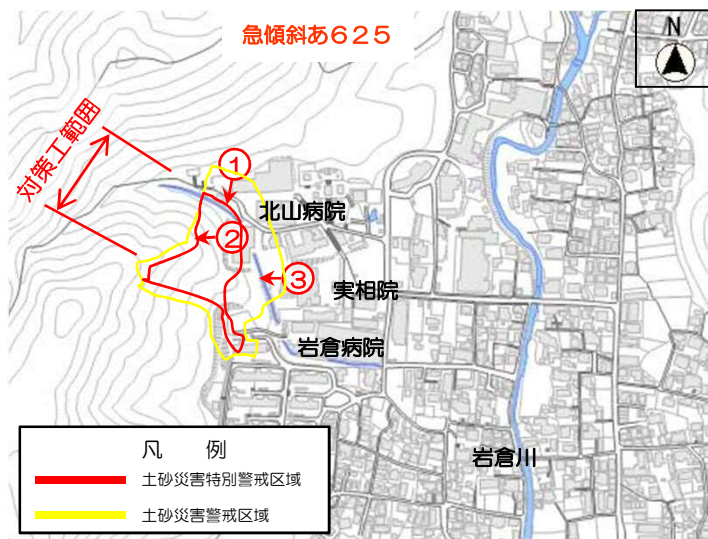 急傾斜あ625
N
対策工範囲
①
北山病院
②
③
実相院
岩倉病院
岩倉川
凡　例
土砂災害特別警戒区域
土砂災害警戒区域